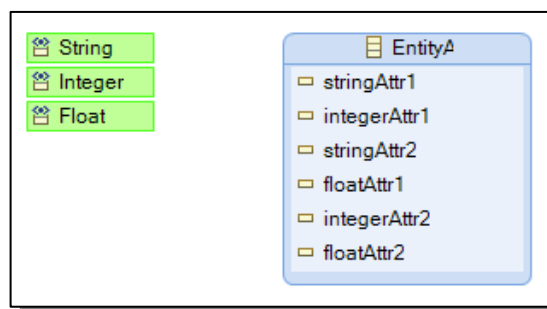 String
Integer
Float
EntityA
stringAttr1
integerAttr1
stringAttr2
floatAttr1
integerAttr2
floatAttr2